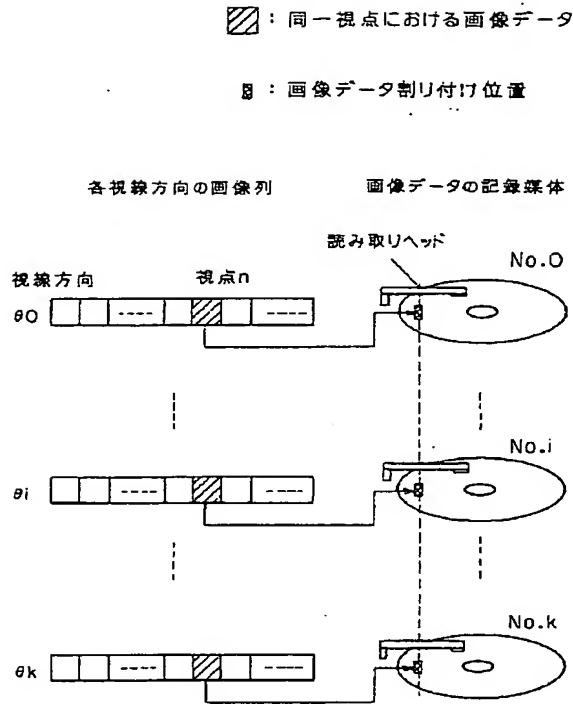 ：同一視点における画像データ
：画像データ割り付け位置
各視線方向の画像列
画像データの記録媒体
読み取りヘッド
No.0
視線方向
視点n
θ0
No.i
θi
No.k
θk